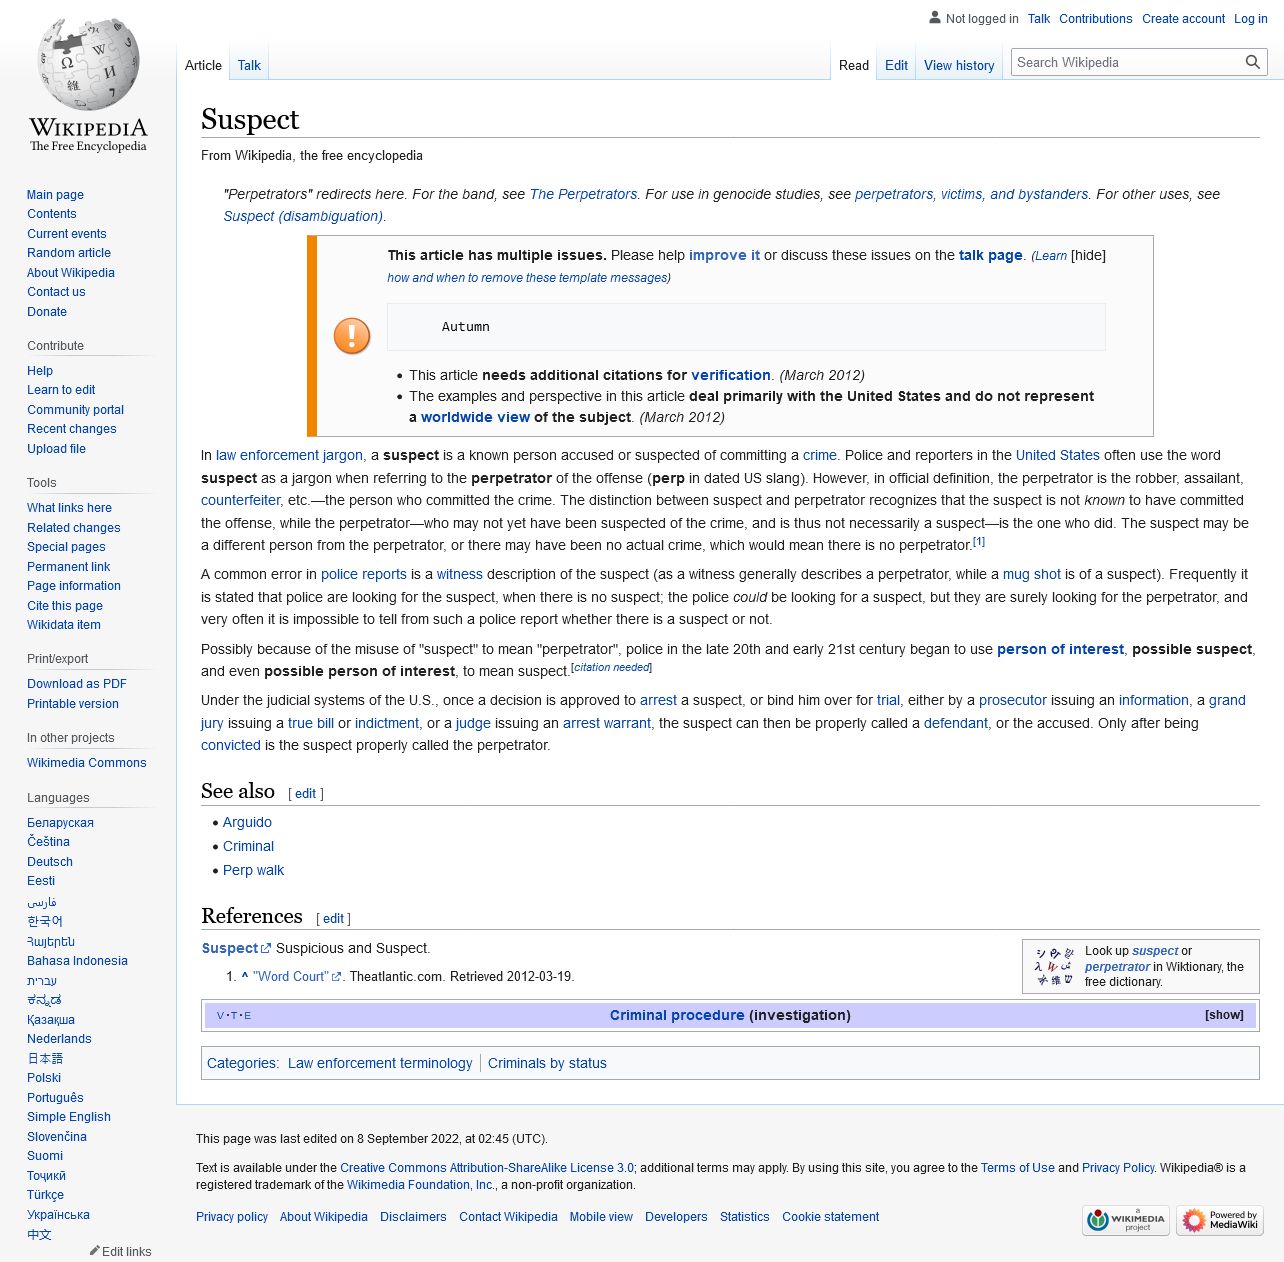 Not logged in Talk Contributions Create account Log in
Article Talk Read Edit View history Search Wikipedia
WIKIPEDIA
The Free Encyclopedia
Main page
Contents
Current events
Random article
About Wikipedia
Contact us
Donate
Contribute
Help
Learn to edit
Community portal
Recent changes
Upload file
Tools
What links here
Related changes
Special pages
Permanent link
Page information
Cite this page
Wikidata item
Print/export
Download as PDF
Printable version
In other projects
Wikimedia Commons
Languages
Беларуская
Čeština
Deutsch
Eesti
فارسی
한국어
Հայերեն
Bahasa Indonesia
עברית
ಕನ್ನಡ
Қазақша
Nederlands
日本語
Polski
Português
Simple English
Slovenčina
Suomi
Тоҷикӣ
Türkçe
Українська
中文
Edit links
Suspect
From Wikipedia, the free encyclopedia
"Perpetrators" redirects here. For the band, see The Perpetrators. For use in genocide studies, see perpetrators, victims, and bystanders. For other uses, see
Suspect (disambiguation).
This article has multiple issues. Please help improve it or discuss these issues on the talk page. (Learn [hide]
how and when to remove these template messages)
Autumn
• This article needs additional citations for verification. (March 2012)
• The examples and perspective in this article deal primarily with the United States and do not represent
a worldwide view of the subject. (March 2012)
In law enforcement jargon, a suspect is a known person accused or suspected of committing a crime. Police and reporters in the United States often use the word
suspect as a jargon when referring to the perpetrator of the offense (perp in dated US slang). However, in official definition, the perpetrator is the robber, assailant,
counterfeiter, etc.—the person who committed the crime. The distinction between suspect and perpetrator recognizes that the suspect is not known to have committed
the offense, while the perpetrator—who may not yet have been suspected of the crime, and is thus not necessarily a suspect—is the one who did. The suspect may be
a different person from the perpetrator, or there may have been no actual crime, which would mean there is no perpetrator.[1]
A common error in police reports is a witness description of the suspect (as a witness generally describes a perpetrator, while a mug shot is of a suspect). Frequently it
is stated that police are looking for the suspect, when there is no suspect; the police could be looking for a suspect, but they are surely looking for the perpetrator, and
very often it is impossible to tell from such a police report whether there is a suspect or not.
Possibly because of the misuse of "suspect" to mean "perpetrator", police in the late 20th and early 21st century began to use person of interest, possible suspect,
and even possible person of interest, to mean suspect.[citation needed]
Under the judicial systems of the U.S., once a decision is approved to arrest a suspect, or bind him over for trial, either by a prosecutor issuing an information, a grand
jury issuing a true bill or indictment, or a judge issuing an arrest warrant, the suspect can then be properly called a defendant, or the accused. Only after being
convicted is the suspect properly called the perpetrator.
See also [ edit ]
• Arguido
• Criminal
• Perp walk
References [ edit ]
Suspect Suspicious and Suspect.
1. ^ "Word Court". Theatlantic.com. Retrieved 2012-03-19.
Look up suspect or
perpetrator in Wiktionary, the
free dictionary.
V · T · E Criminal procedure (investigation) [show]
Categories: Law enforcement terminology Criminals by status
This page was last edited on 8 September 2022, at 02:45 (UTC).
Text is available under the Creative Commons Attribution-ShareAlike License 3.0; additional terms may apply. By using this site, you agree to the Terms of Use and Privacy Policy. Wikipedia® is a
registered trademark of the Wikimedia Foundation, Inc., a non-profit organization.
Privacy policy About Wikipedia Disclaimers Contact Wikipedia Mobile view Developers Statistics Cookie statement
a WIKIMEDIA project
Powered by MediaWiki